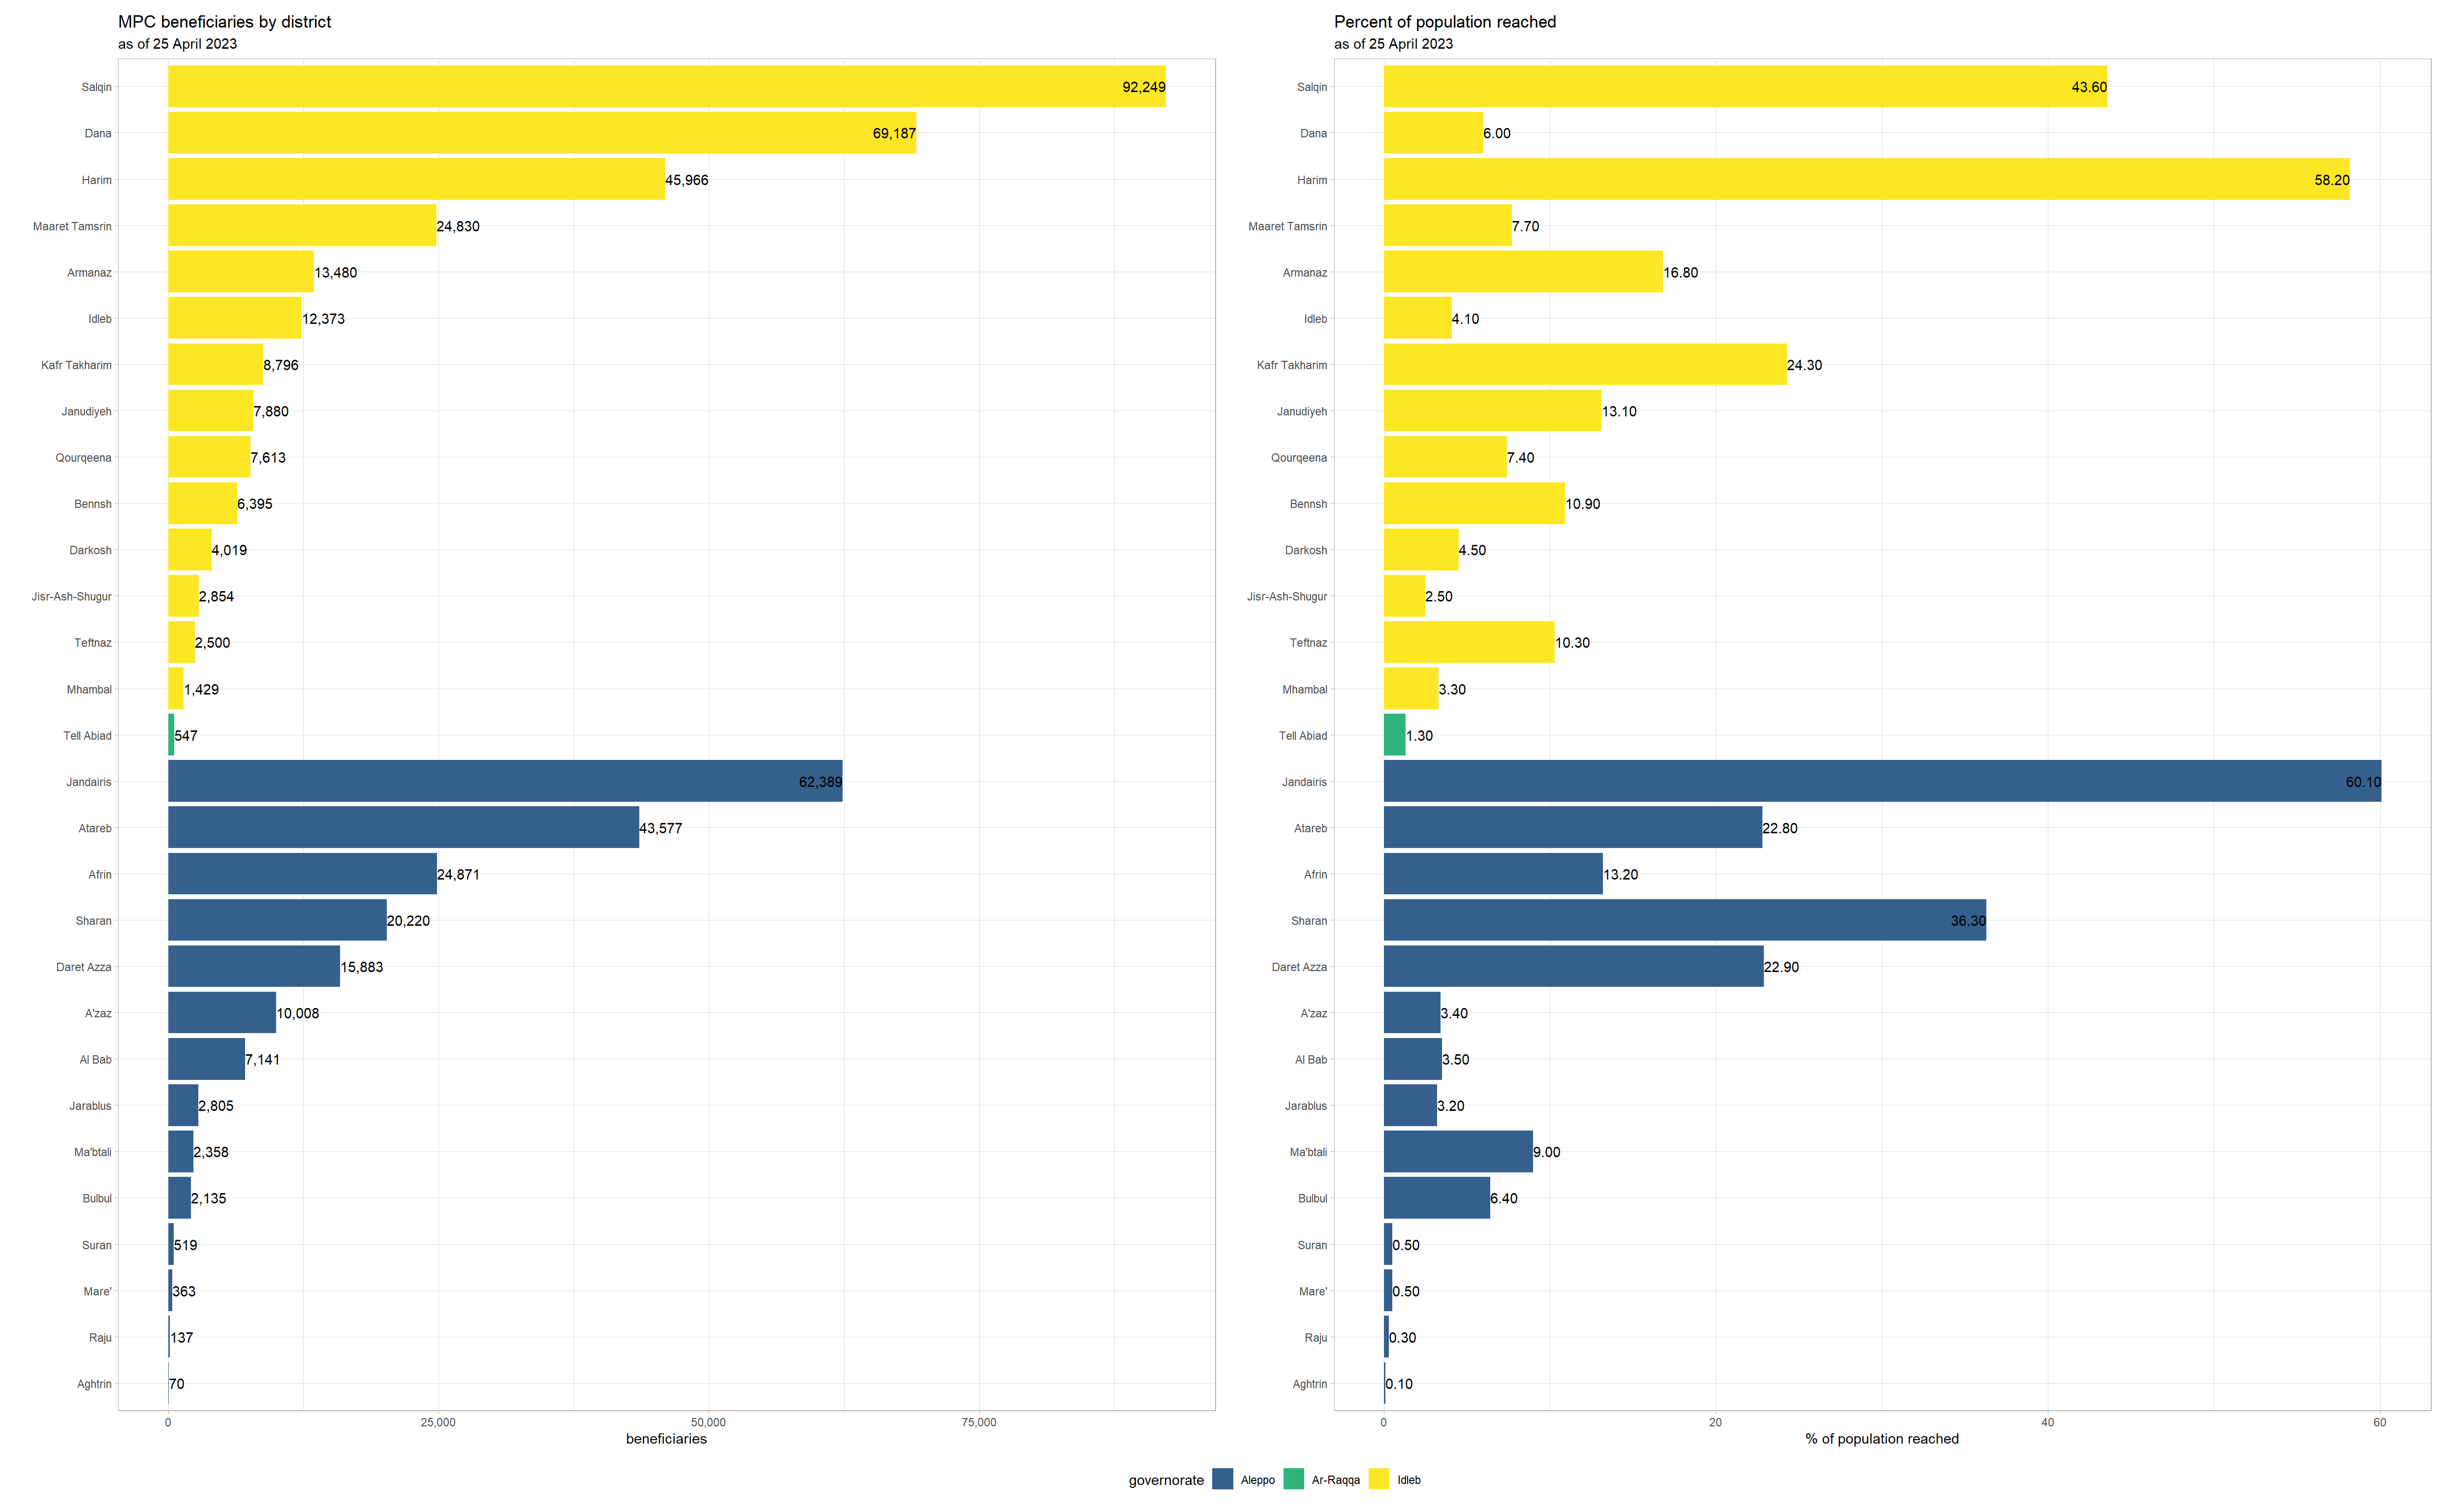 MPC beneficiaries by district
as of 25 April 2023
Salqin 92,249
Dana 69,187
Harim 45,966
Maaret Tamsrin 24,830
Armanaz 13,480
Idleb 12,373
Kafr Takharim 8,796
Janudiyeh 7,880
Qourqeena 7,613
Bennsh 6,395
Darkosh 4,019
Jisr-Ash-Shugur 2,854
Teftnaz 2,500
Mhambal 1,429
Tell Abiad 547
Jandairis 62,389
Atareb 43,577
Afrin 24,871
Sharan 20,220
Daret Azza 15,883
A'zaz 10,008
Al Bab 7,141
Jarablus 2,805
Ma'btali 2,358
Bulbul 2,135
Suran 519
Mare' 363
Raju 137
Aghtrin 70
0 25,000 50,000 75,000
beneficiaries
Percent of population reached
as of 25 April 2023
Salqin 43.60
Dana 6.00
Harim 58.20
Maaret Tamsrin 7.70
Armanaz 16.80
Idleb 4.10
Kafr Takharim 24.30
Janudiyeh 13.10
Qourqeena 7.40
Bennsh 10.90
Darkosh 4.50
Jisr-Ash-Shugur 2.50
Teftnaz 10.30
Mhambal 3.30
Tell Abiad 1.30
Jandairis 60.10
Atareb 22.80
Afrin 13.20
Sharan 36.30
Daret Azza 22.90
A'zaz 3.40
Al Bab 3.50
Jarablus 3.20
Ma'btali 9.00
Bulbul 6.40
Suran 0.50
Mare' 0.50
Raju 0.30
Aghtrin 0.10
0 20 40 60
% of population reached
governorate Aleppo Ar-Raqqa Idleb